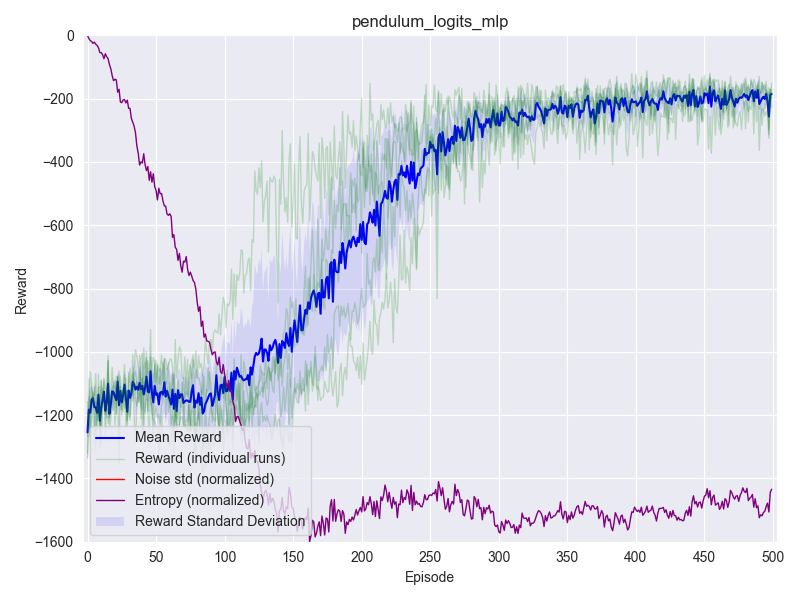 pendulum_logits_mlp
0
−200
−400
−600
−800
−1000
−1200
−1400
−1600
Reward
Mean Reward
Reward (individual runs)
Noise std (normalized)
Entropy (normalized)
Reward Standard Deviation
0 50 100 150 200 250 300 350 400 450 500
Episode